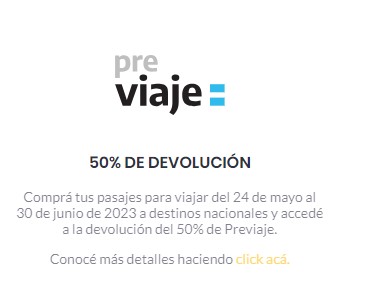 pre
viaje
50% DE DEVOLUCIÓN
Comprá tus pasajes para viajar del 24 de mayo al
30 de junio de 2023 a destinos nacionales y accedé
a la devolución del 50% de Previaje.
Conocé más detalles haciendo click acá.